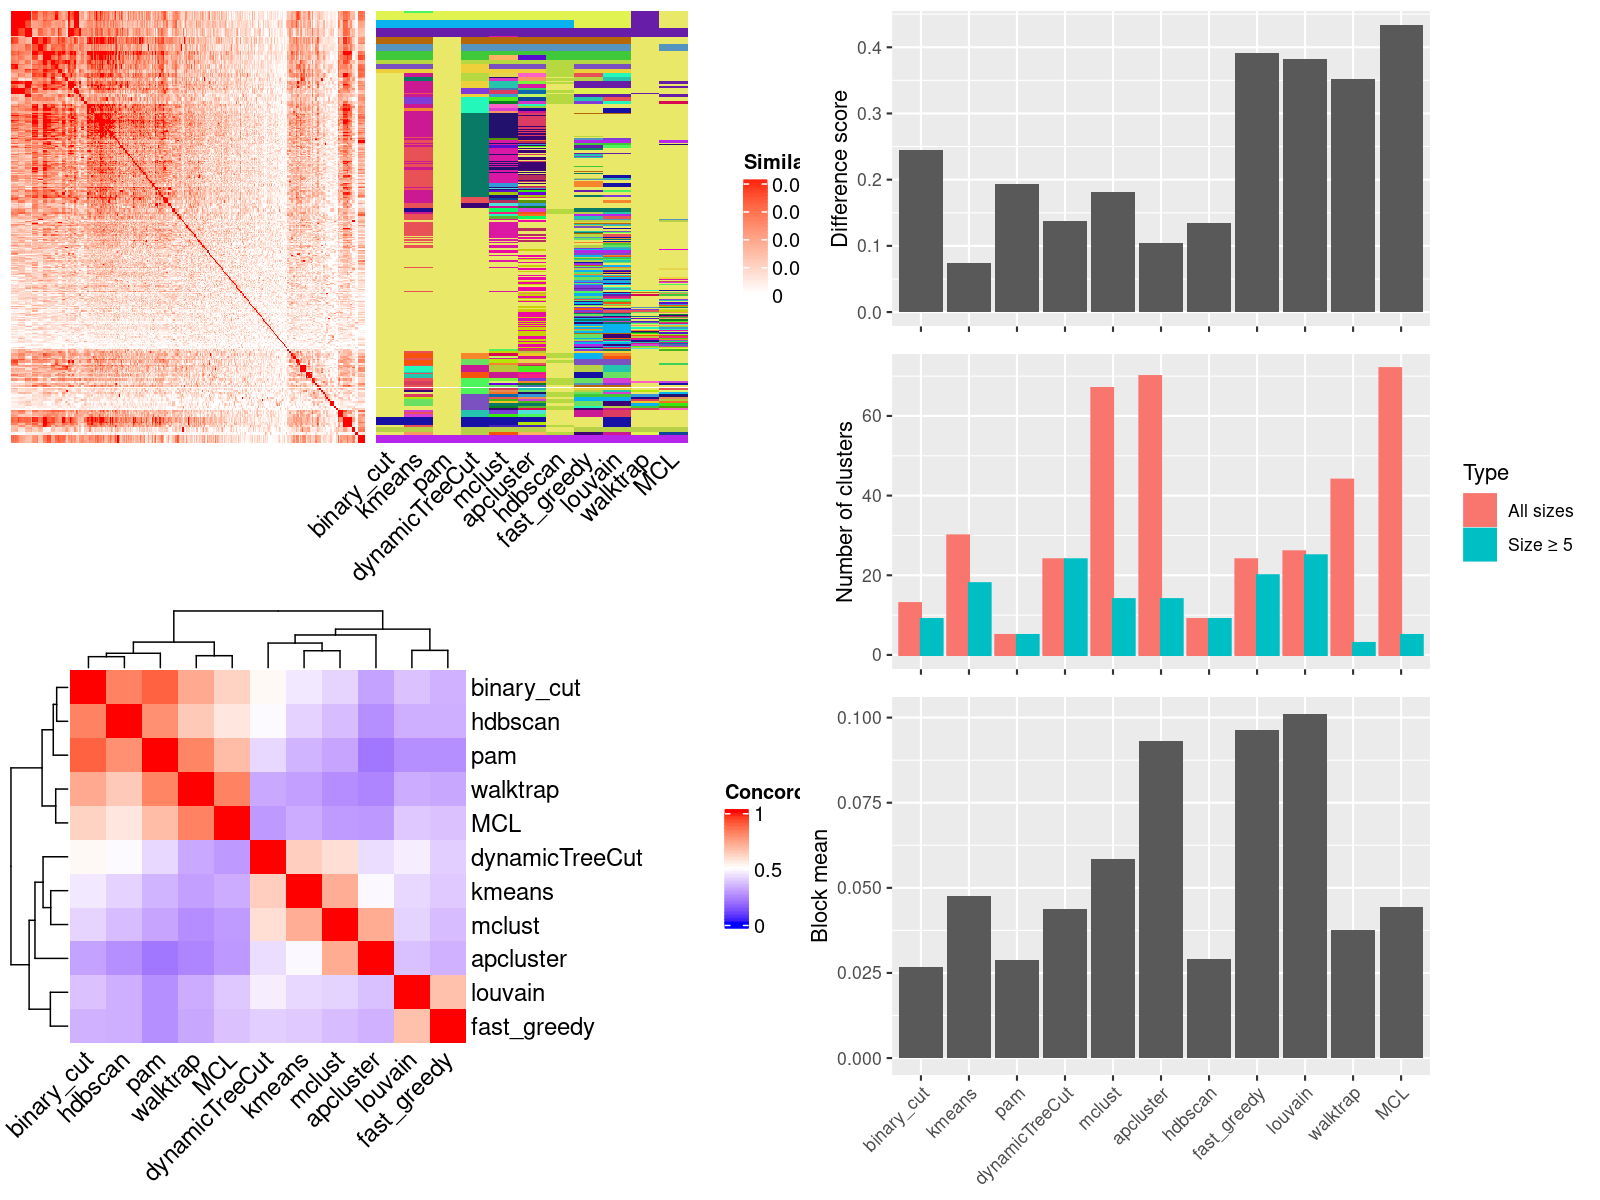 Simila
0.0
0.0
0.0
0.0
0
binary_cut
kmeans
pam
dynamicTreeCut
mclust
apcluster
hdbscan
fast_greedy
louvain
walktrap
MCL
binary_cut
hdbscan
pam
walktrap
MCL
dynamicTreeCut
kmeans
mclust
apcluster
louvain
fast_greedy
binary_cut
hdbscan
pam
walktrap
MCL
dynamicTreeCut
kmeans
mclust
apcluster
louvain
fast_greedy
Concord
1
0.5
0
Difference score
0.4
0.3
0.2
0.1
0.0
Number of clusters
60
40
20
0
Type
All sizes
Size ≥ 5
Block mean
0.100
0.075
0.050
0.025
0.000
binary_cut
kmeans
pam
dynamicTreeCut
mclust
apcluster
hdbscan
fast_greedy
louvain
walktrap
MCL